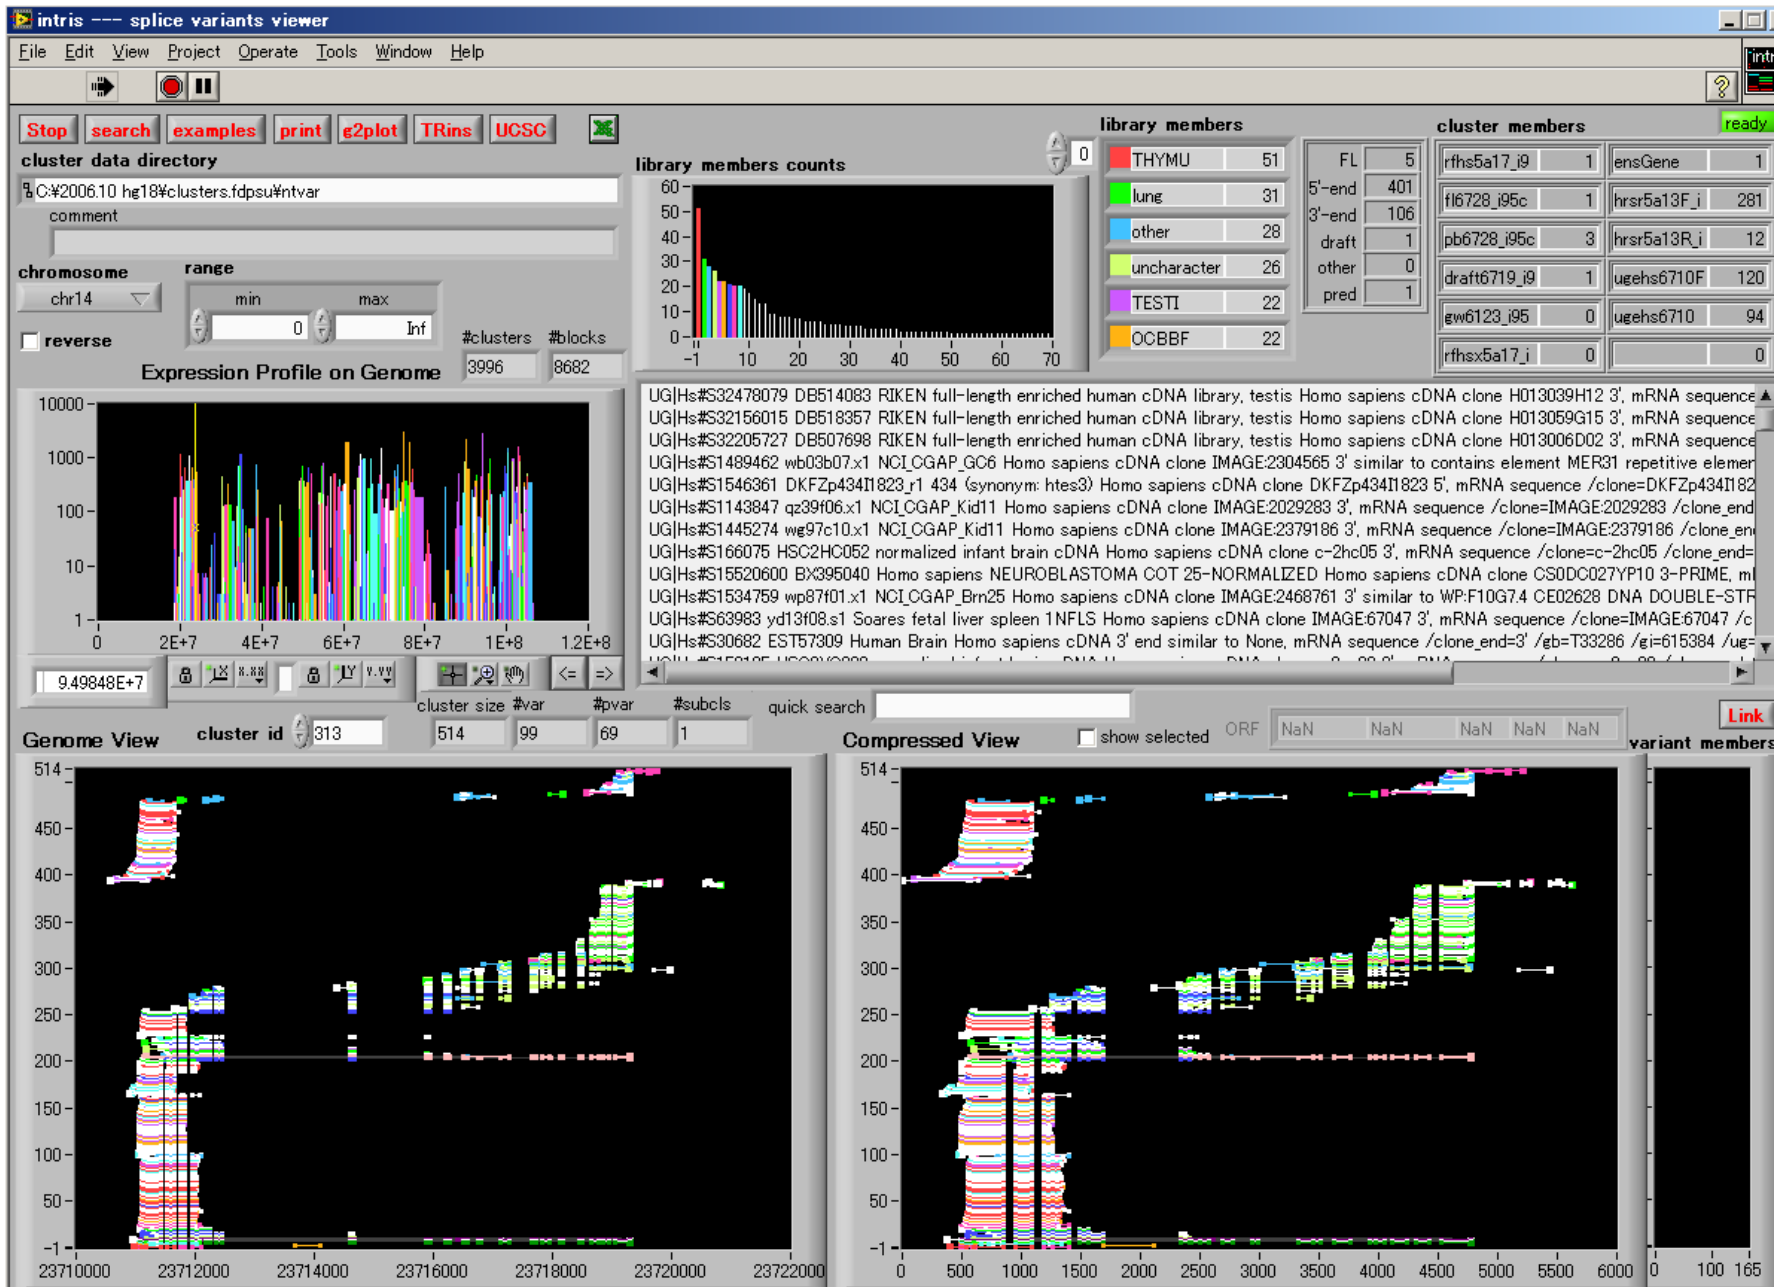 intris --- splice variants viewer
File Edit View Project Operate Tools Window Help
Stop search examples print g2plot TRins UCSC
cluster data directory
C:¥2006.10 hg18¥clusters.fdpsu¥ntvar
comment
chromosome
chr14
range
min max
0 Inf
reverse
#clusters #blocks
3996 8682
library members counts
60
50
40
30
20
10
0
-1 10 20 30 40 50 60 70
0
library members
THYMU 51
lung 31
other 28
uncharacter 26
TESTI 22
OCBBF 22
FL 5
5'-end 401
3'-end 106
draft 1
other 0
pred 1
cluster members
ready
rfhs5a17_i9 1 ensGene 1
fl6728_i95c 1 hrsr5a13F_i 281
pb6728_i95c 3 hrsr5a13R_i 12
draft6719_i9 1 ugehs6710F 120
gw6123_i95 0 ugehs6710 94
rfhsx5a17_i 0 0
Expression Profile on Genome
10000
1000
100
10
1
0 2E+7 4E+7 6E+7 8E+7 1E+8 1.2E+8
9.49848E+7
<= =>
UG|Hs#S32478079 DB514083 RIKEN full-length enriched human cDNA library, testis Homo sapiens cDNA clone H013039H12 3', mRNA sequence
UG|Hs#S32156015 DB518357 RIKEN full-length enriched human cDNA library, testis Homo sapiens cDNA clone H013059G15 3', mRNA sequence
UG|Hs#S32205727 DB507698 RIKEN full-length enriched human cDNA library, testis Homo sapiens cDNA clone H013006D02 3', mRNA sequence
UG|Hs#S1489462 wb03b07.x1 NCI_CGAP_GC6 Homo sapiens cDNA clone IMAGE:2304565 3' similar to contains element MER31 repetitive elemen
UG|Hs#S1546361 DKFZp434I1823_r1 434 (synonym: htes3) Homo sapiens cDNA clone DKFZp434I1823 5', mRNA sequence /clone=DKFZp434I182
UG|Hs#S1143847 qz39f06.x1 NCI_CGAP_Kid11 Homo sapiens cDNA clone IMAGE:2029283 3', mRNA sequence /clone=IMAGE:2029283 /clone_end
UG|Hs#S1445274 wg97c10.x1 NCI_CGAP_Kid11 Homo sapiens cDNA clone IMAGE:2379186 3', mRNA sequence /clone=IMAGE:2379186 /clone_en
UG|Hs#S166075 HSC2HC052 normalized infant brain cDNA Homo sapiens cDNA clone c-2hc05 3', mRNA sequence /clone=c-2hc05 /clone_end=
UG|Hs#S15520600 BX395040 Homo sapiens NEUROBLASTOMA COT 25-NORMALIZED Homo sapiens cDNA clone CS0DC027YP10 3-PRIME, ml
UG|Hs#S1534759 wp87f01.x1 NCI_CGAP_Brn25 Homo sapiens cDNA clone IMAGE:2468761 3' similar to WP:F10G7.4 CE02628 DNA DOUBLE-STR
UG|Hs#S63983 yd13f08.s1 Soares fetal liver spleen 1NFLS Homo sapiens cDNA clone IMAGE:67047 3', mRNA sequence /clone=IMAGE:67047 /c
UG|Hs#S30682 EST57309 Human Brain Homo sapiens cDNA 3' end similar to None, mRNA sequence /clone_end=3' /gb=T33286 /gi=615384 /ug=
cluster size #var #pvar #subcls quick search
Genome View cluster id 313 514 99 69 1
Compressed View show selected ORF NaN NaN NaN NaN NaN
Link
variant members
514
450
400
350
300
250
200
150
100
50
-1
23710000 23712000 23714000 23716000 23718000 23720000 23722000
514
450
400
350
300
250
200
150
100
50
-1
0 500 1000 1500 2000 2500 3000 3500 4000 4500 5000 5500 6000
0 100 165